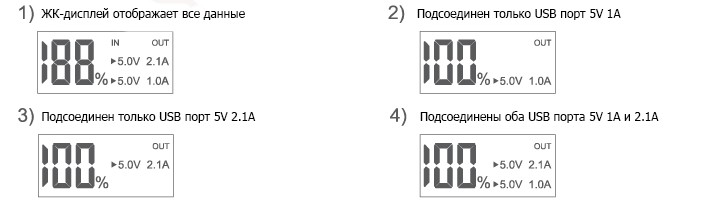 1) ЖК-дисплей отображает все данные
IN OUT
188% ▸5.0V 2.1A
▸5.0V 1.0A
2) Подсоединен только USB порт 5V 1A
OUT
100% ▸5.0V 1.0A
3) Подсоединен только USB порт 5V 2.1A
OUT
100% ▸5.0V 2.1A
4) Подсоединены оба USB порта 5V 1A и 2.1A
OUT
100% ▸5.0V 2.1A
▸5.0V 1.0A